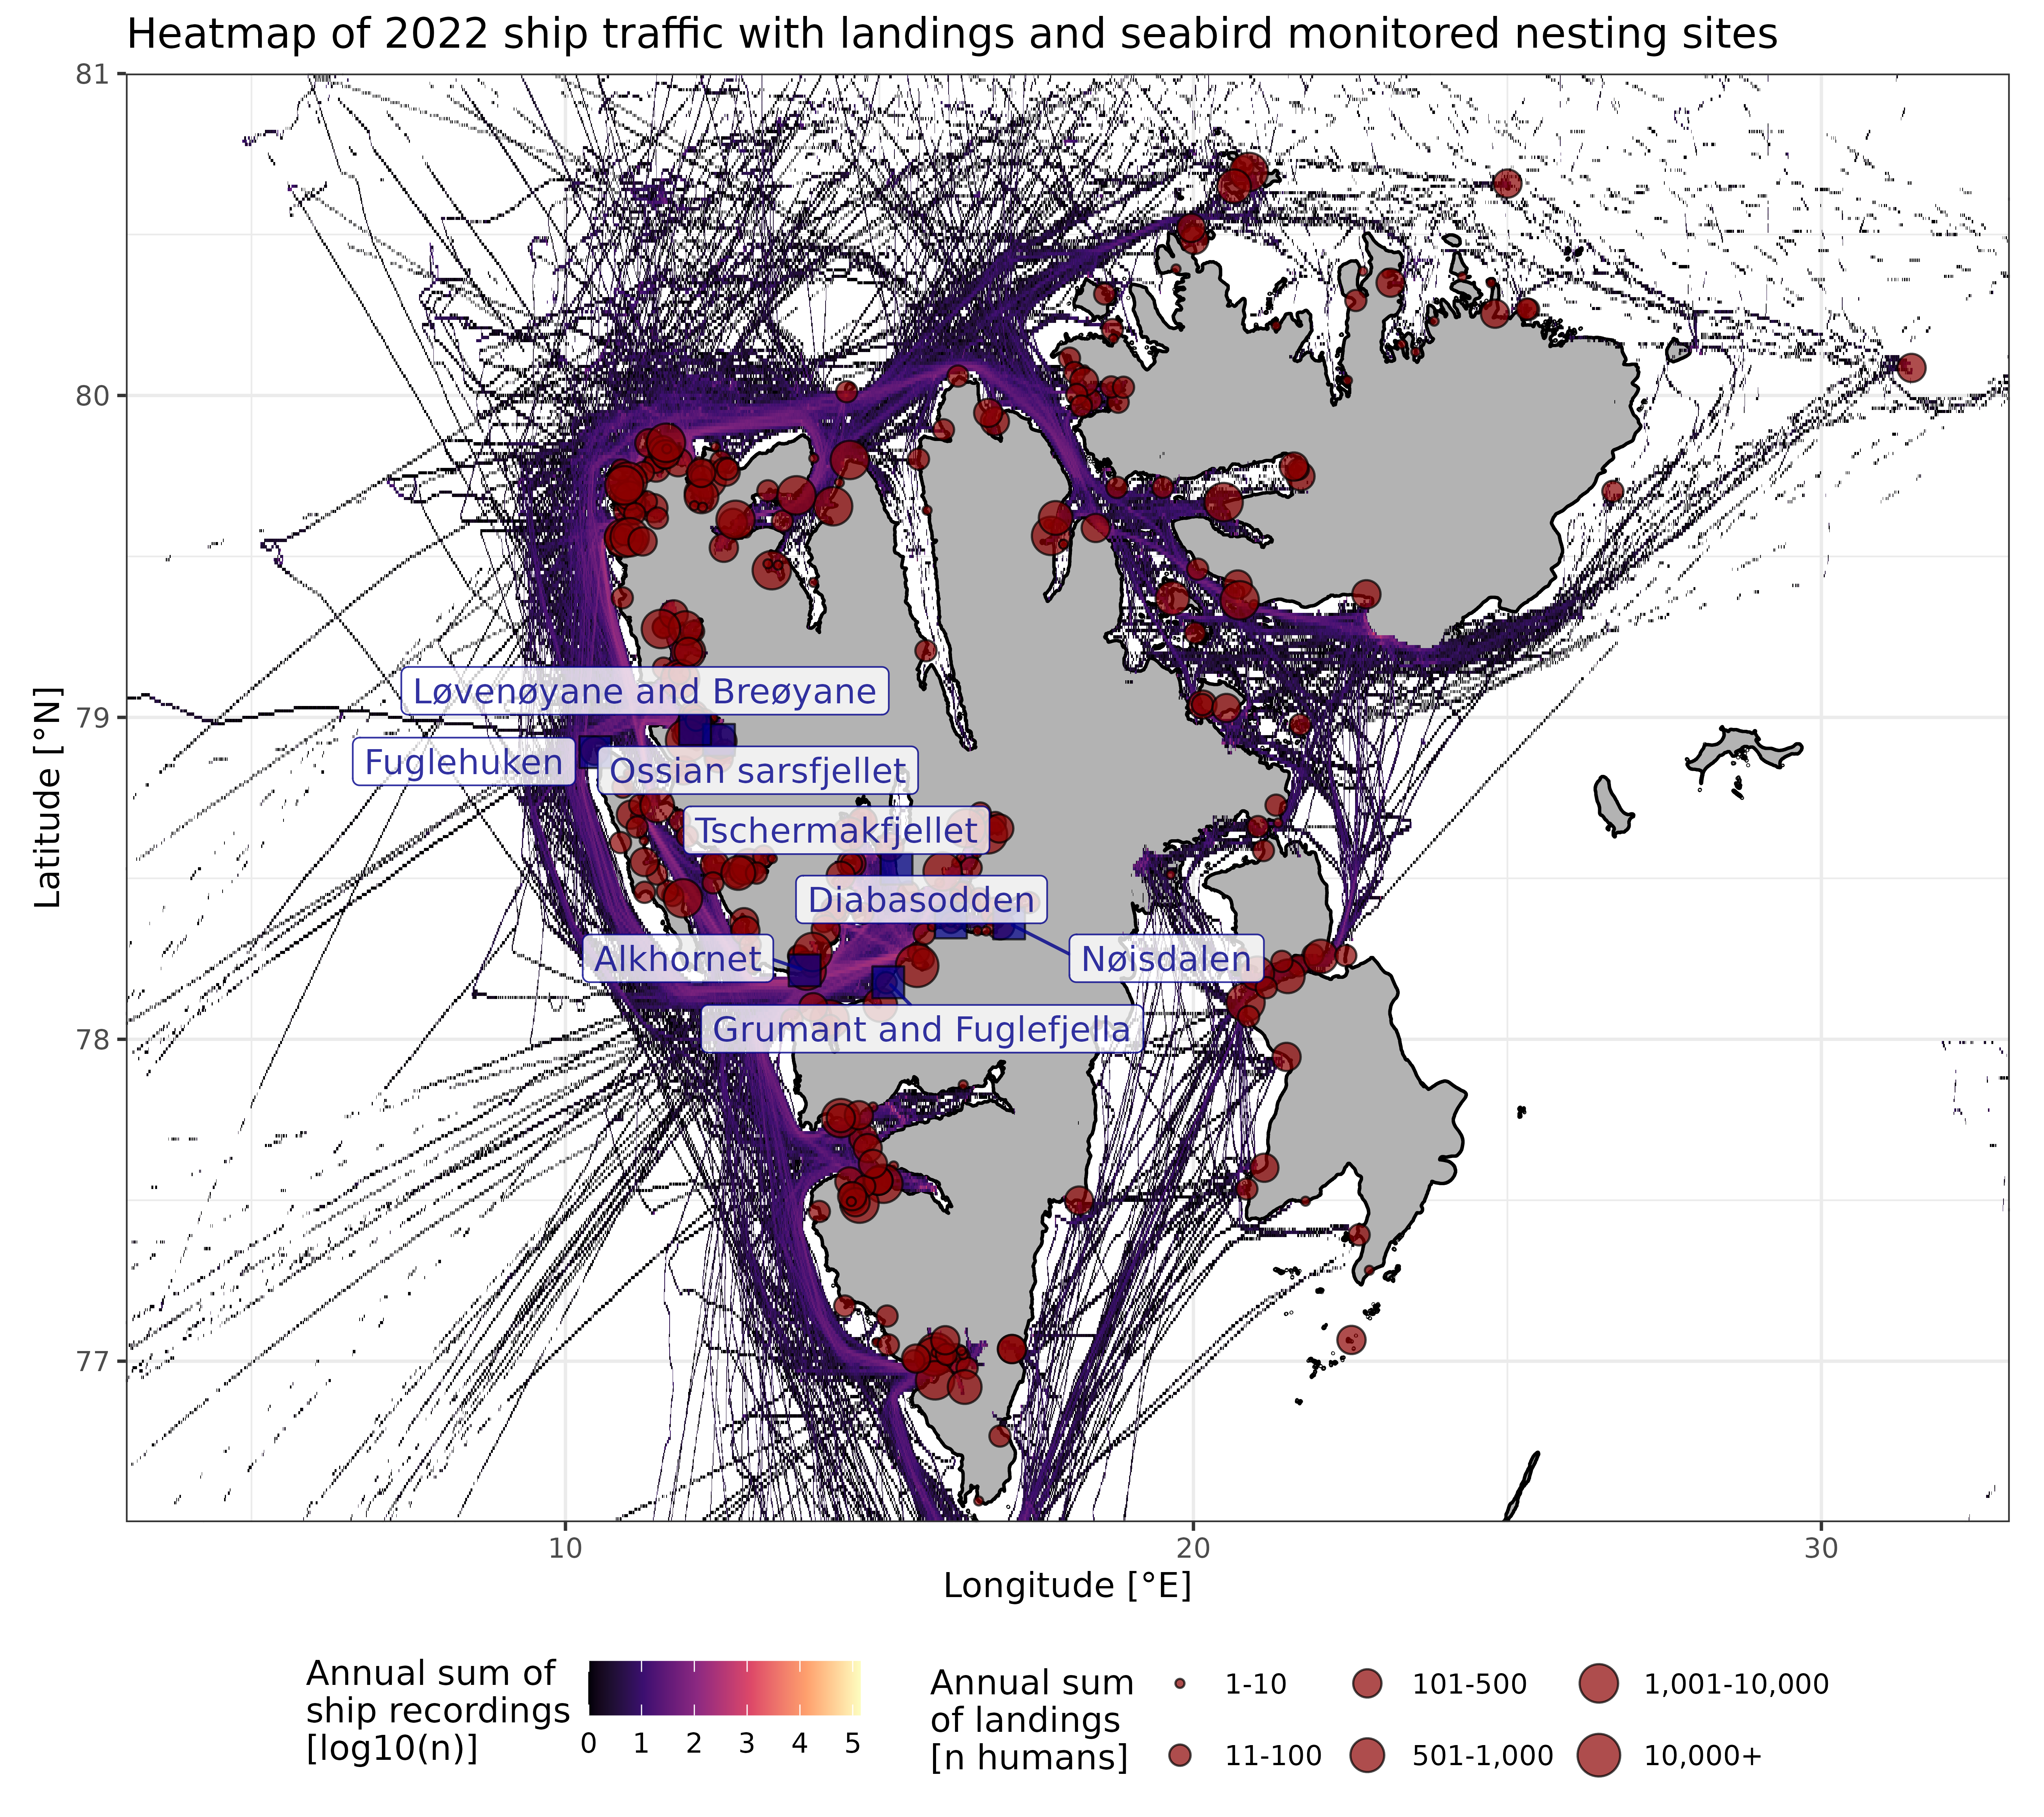 Heatmap of 2022 ship traffic with landings and seabird monitored nesting sites
81
80
79
78
77
Latitude [°N]
Løvenøyane and Breøyane
Fuglehuken
Ossian sarsfjellet
Tschermakfjellet
Diabasodden
Alkhornet
Nøisdalen
Grumant and Fuglefjella
10
20
30
Longitude [°E]
Annual sum of
ship recordings
[log10(n)]
0
1
2
3
4
5
Annual sum
of landings
[n humans]
1-10
101-500
1,001-10,000
11-100
501-1,000
10,000+